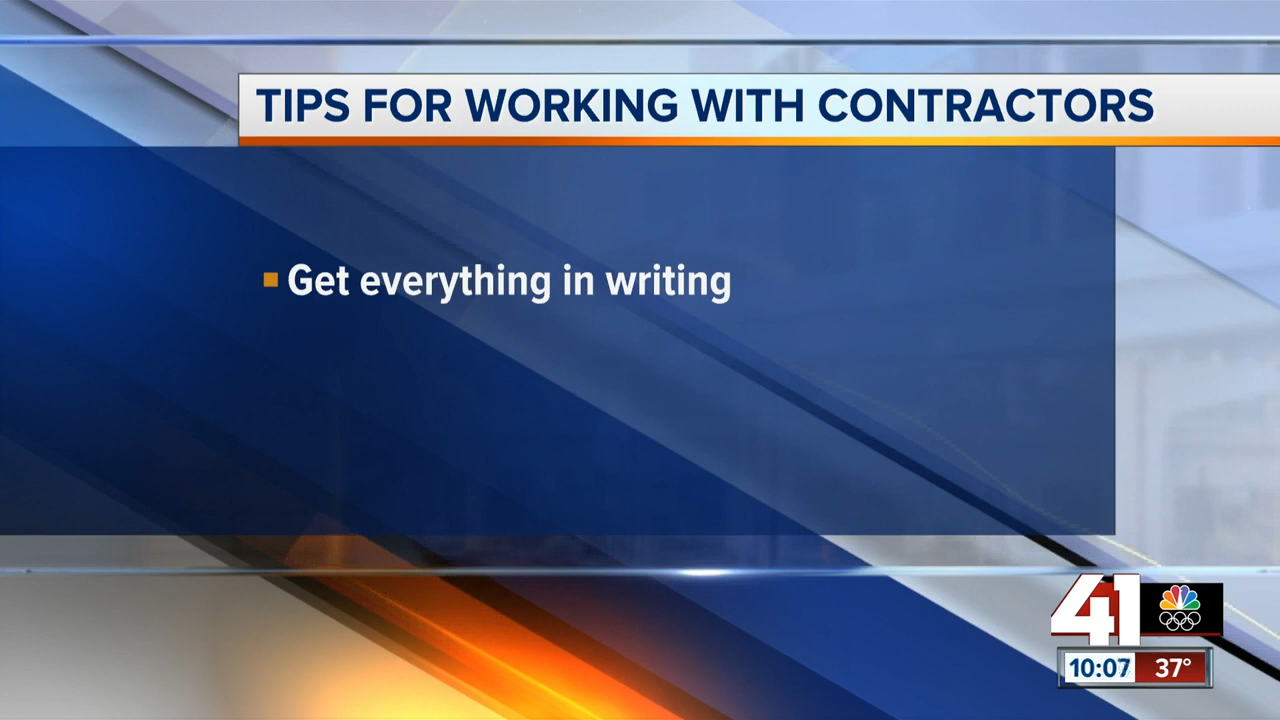 TIPS FOR WORKING WITH CONTRACTORS
Get everything in writing
41
10:07 37°